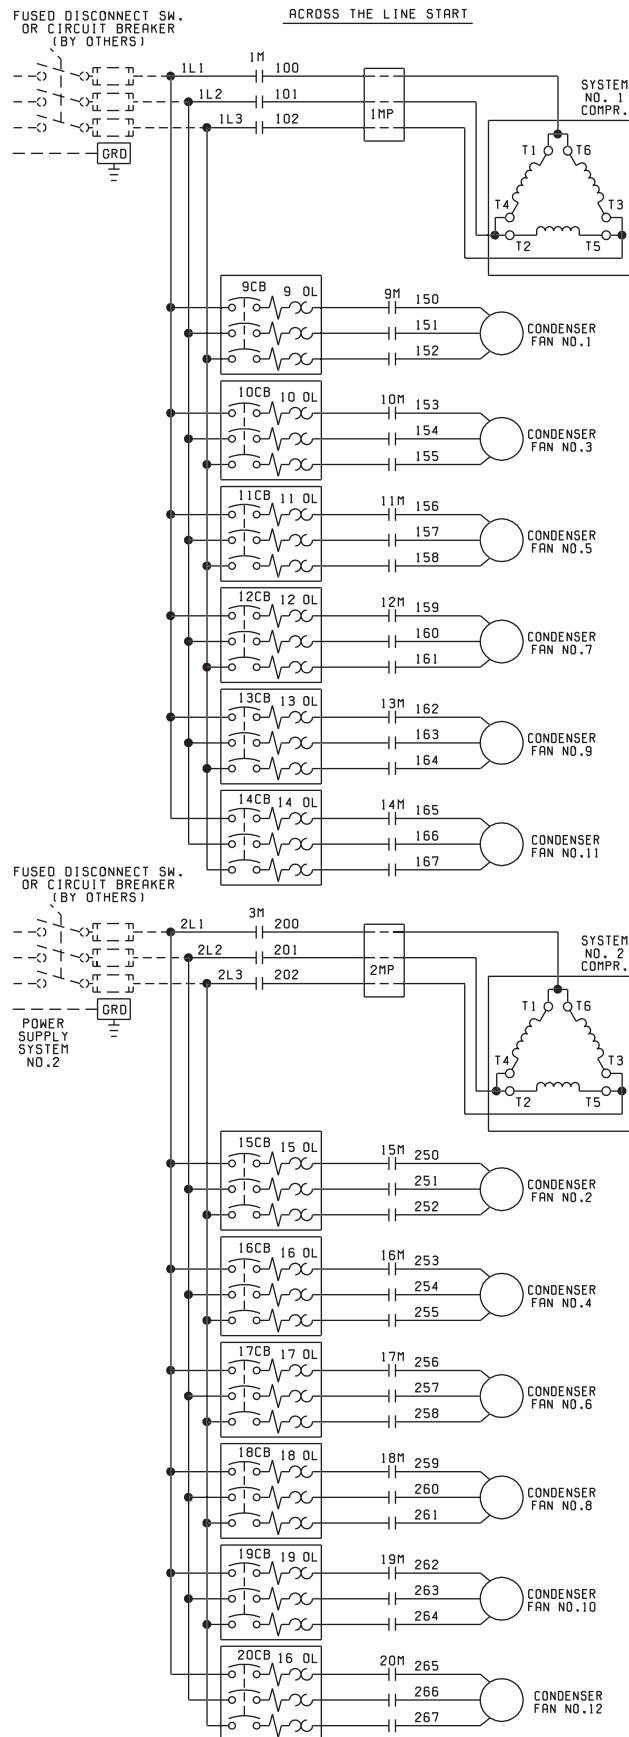 ACROSS THE LINE START
FUSED DISCONNECT SW.
OR CIRCUIT BREAKER
(BY OTHERS)
1L1 1M 100
1L2 101
1L3 102
1MP
GRD
SYSTEM
NO. 1
COMPR.
T1 T6
T4 T3
T2 T5
9CB 9 OL 9M 150
151
152
CONDENSER
FAN NO.1
10CB 10 OL 10M 153
154
155
CONDENSER
FAN NO.3
11CB 11 OL 11M 156
157
158
CONDENSER
FAN NO.5
12CB 12 OL 12M 159
160
161
CONDENSER
FAN NO.7
13CB 13 OL 13M 162
163
164
CONDENSER
FAN NO.9
14CB 14 OL 14M 165
166
167
CONDENSER
FAN NO.11
FUSED DISCONNECT SW.
OR CIRCUIT BREAKER
(BY OTHERS)
2L1 3M 200
2L2 201
2L3 202
2MP
GRD
POWER
SUPPLY
SYSTEM
NO.2
SYSTEM
NO. 2
COMPR.
T1 T6
T4 T3
T2 T5
15CB 15 OL 15M 250
251
252
CONDENSER
FAN NO.2
16CB 16 OL 16M 253
254
255
CONDENSER
FAN NO.4
17CB 17 OL 17M 256
257
258
CONDENSER
FAN NO.6
18CB 18 OL 18M 259
260
261
CONDENSER
FAN NO.8
19CB 19 OL 19M 262
263
264
CONDENSER
FAN NO.10
20CB 16 OL 20M 265
266
267
CONDENSER
FAN NO.12